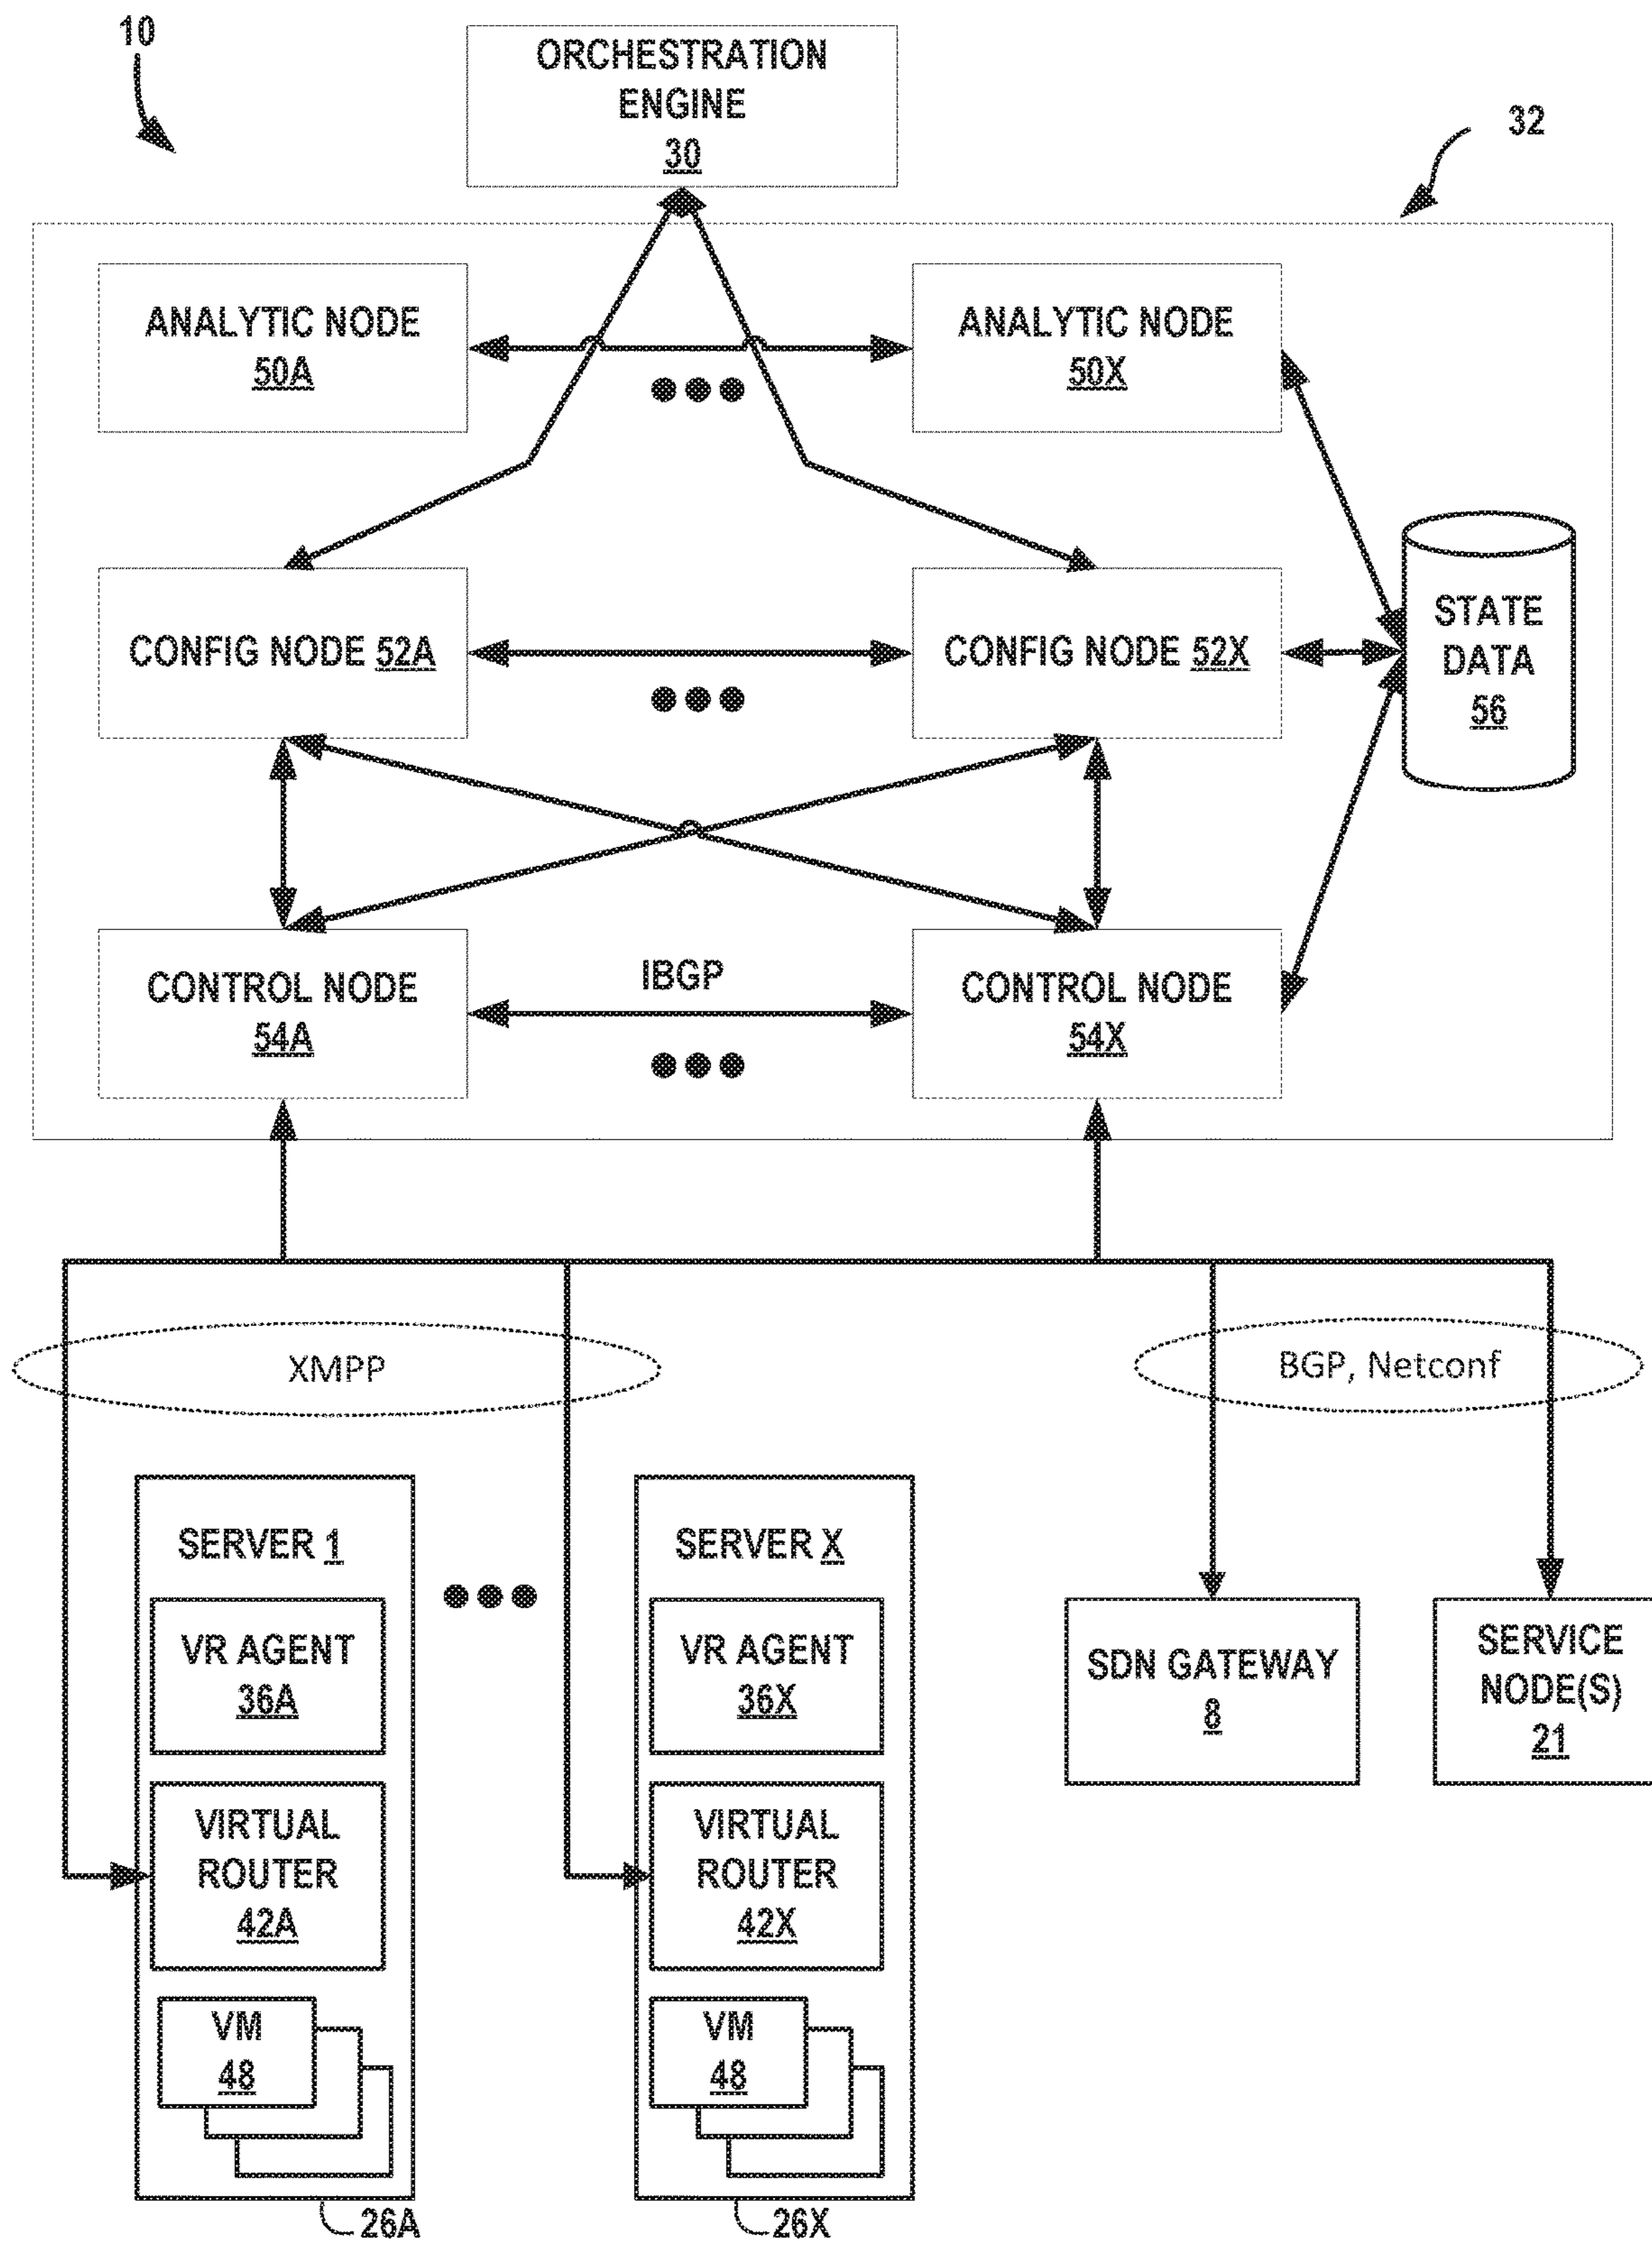 10
ORCHESTRATION
ENGINE
30
32
ANALYTIC NODE
50A
ANALYTIC NODE
50X
CONFIG NODE 52A
CONFIG NODE 52X
STATE
DATA
56
CONTROL NODE
54A
IBGP
CONTROL NODE
54X
XMPP
BGP, Netconf
SERVER 1
VR AGENT
36A
VIRTUAL
ROUTER
42A
VM
48
26A
SERVER X
VR AGENT
36X
VIRTUAL
ROUTER
42X
VM
48
26X
SDN GATEWAY
8
SERVICE
NODE(S)
21